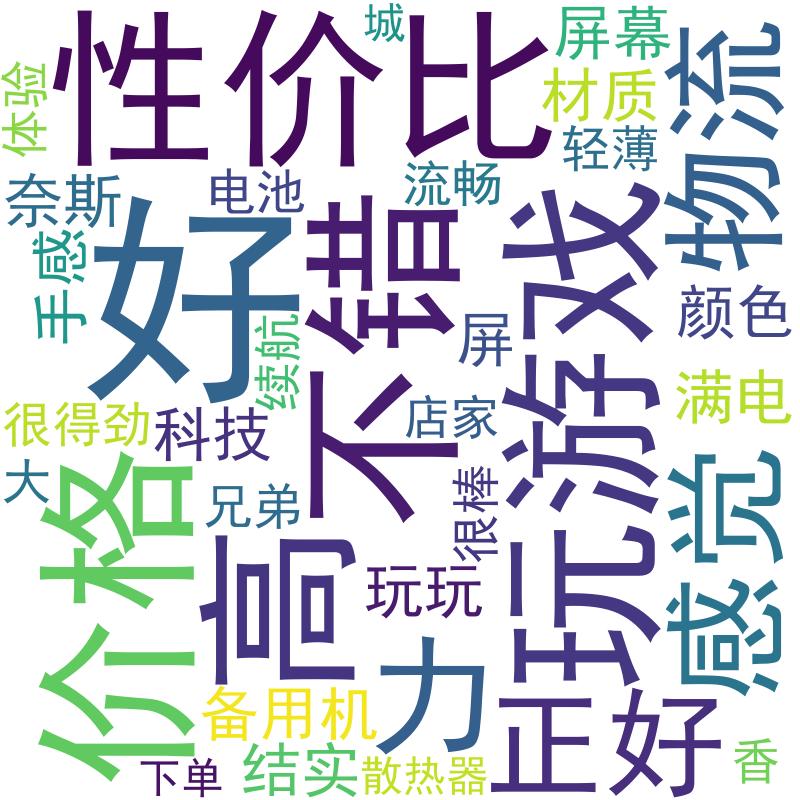 性价比
城
屏幕
物流
体验
材质
轻薄
奈斯
电池
流畅
好
不错
玩游戏
手感
颜色
续航
屏
满电
很得劲
科技
店家
感觉
大
价格
兄弟
很棒
高
玩玩
力
正好
备用机
下单
结实
散热器
香